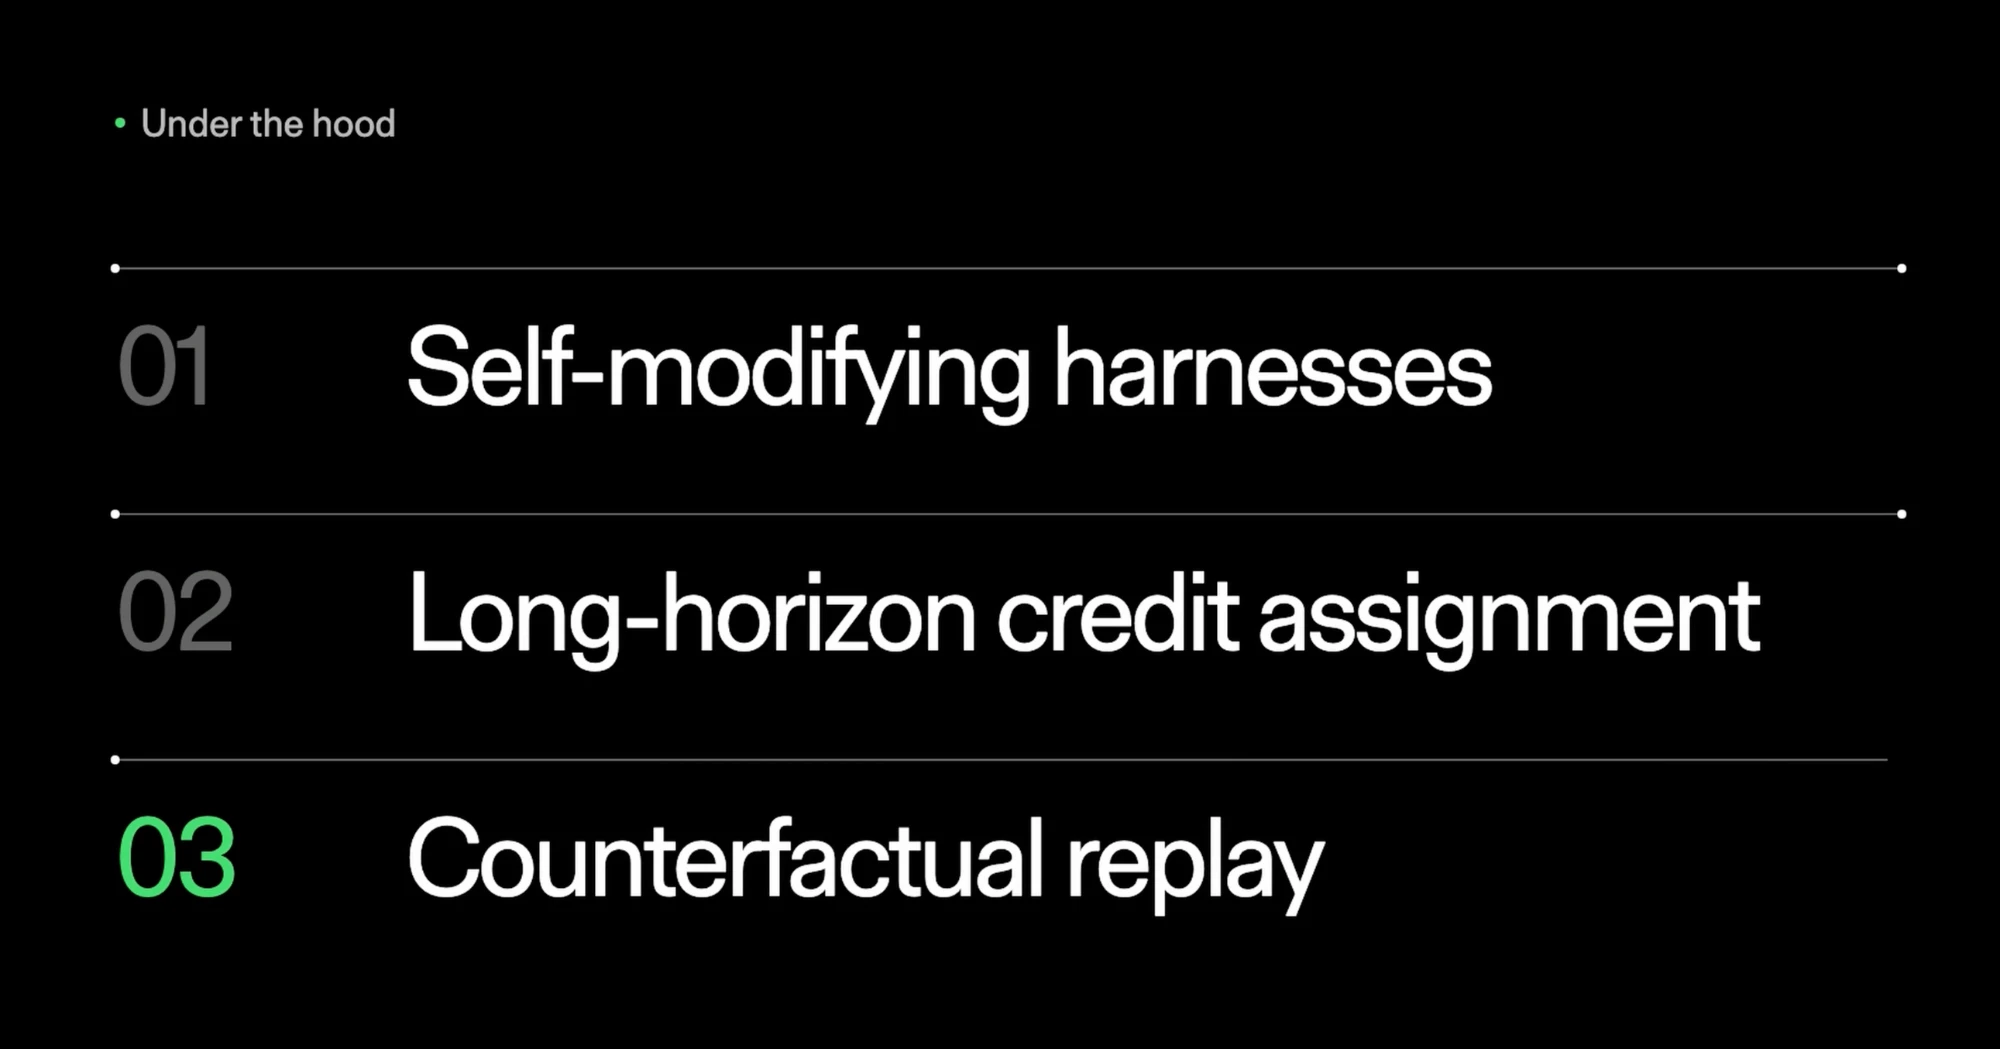 Under the hood
01 Self-modifying harnesses
02 Long-horizon credit assignment
03 Counterfactual replay